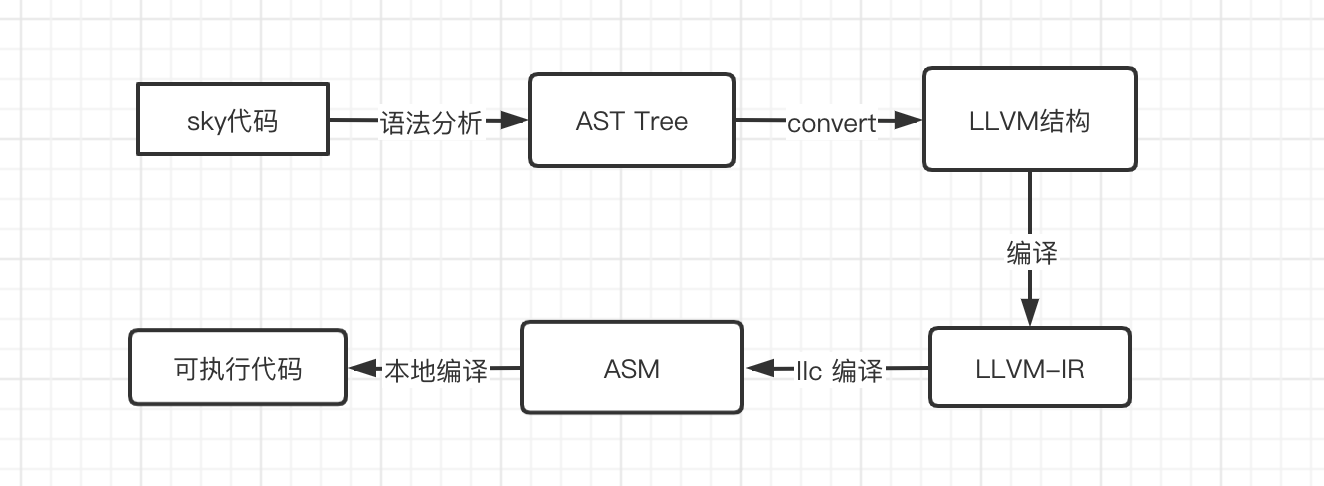 sky代码
语法分析
AST Tree
convert
LLVM结构
编译
可执行代码
本地编译
ASM
llc 编译
LLVM-IR